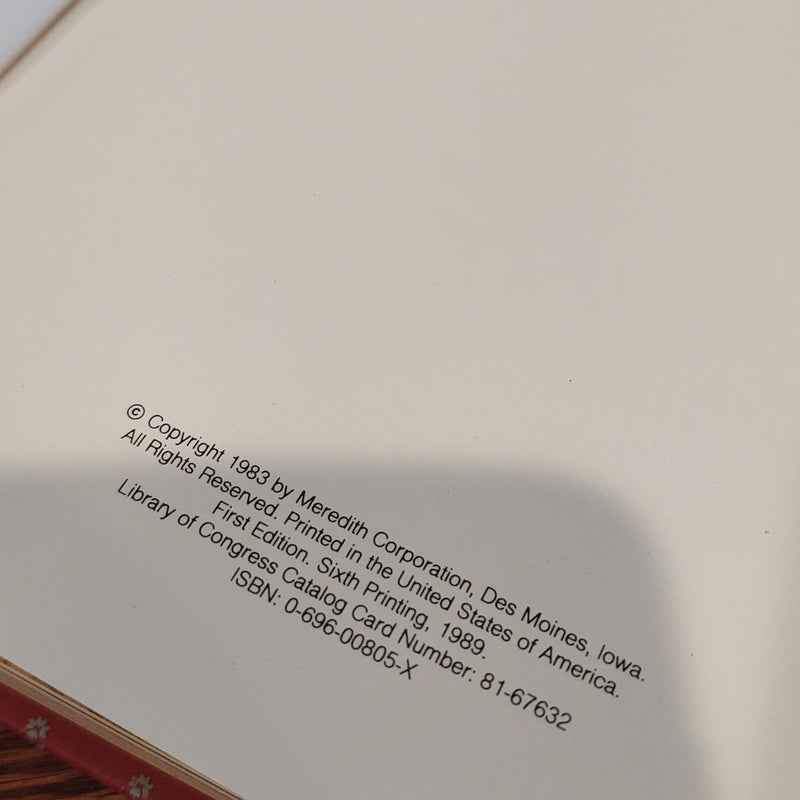 © Copyright 1983 by Meredith Corporation, Des Moines, Iowa.
All Rights Reserved. Printed in the United States of America.
First Edition. Sixth Printing, 1989.
Library of Congress Catalog Card Number: 81-67632
ISBN: 0-696-00805-X